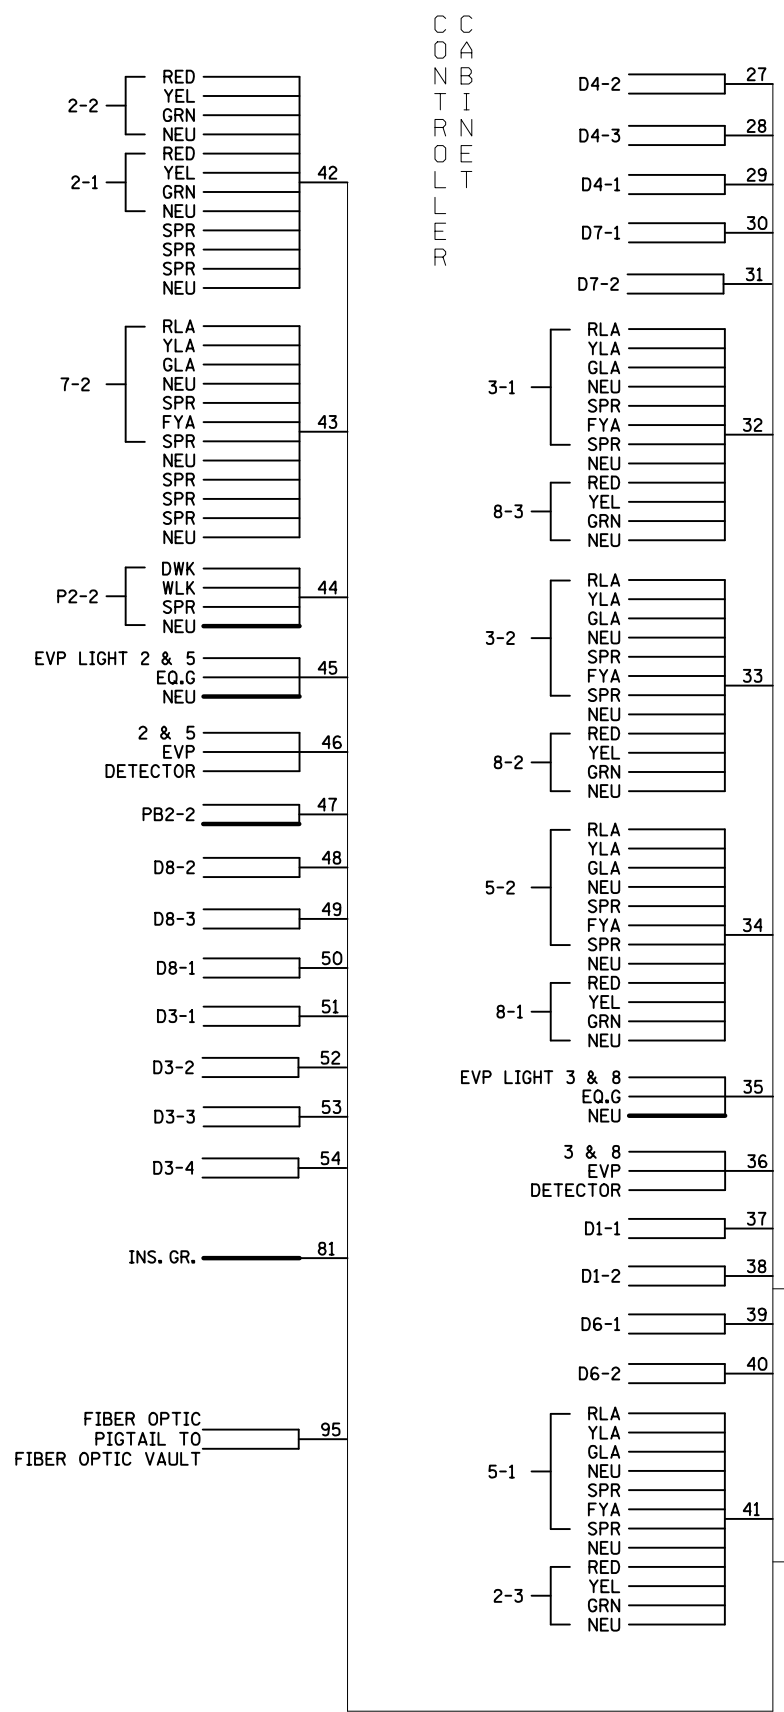 CONTROLLER
CABINET
2-2
RED
YEL
GRN
NEU
2-1
RED
YEL
GRN
NEU
SPR
SPR
SPR
NEU
42
7-2
RLA
YLA
GLA
NEU
SPR
FYA
SPR
NEU
SPR
SPR
SPR
NEU
43
P2-2
DWK
WLK
SPR
NEU
44
EVP LIGHT 2 & 5
EQ.G
NEU
45
2 & 5
EVP
DETECTOR
46
PB2-2 47
D8-2 48
D8-3 49
D8-1 50
D3-1 51
D3-2 52
D3-3 53
D3-4 54
INS.GR. 81
FIBER OPTIC
PIGTAIL TO
FIBER OPTIC VAULT
95
D4-2 27
D4-3 28
D4-1 29
D7-1 30
D7-2 31
3-1
RLA
YLA
GLA
NEU
SPR
FYA
SPR
NEU
8-3
RED
YEL
GRN
NEU
32
3-2
RLA
YLA
GLA
NEU
SPR
FYA
SPR
NEU
8-2
RED
YEL
GRN
NEU
33
5-2
RLA
YLA
GLA
NEU
SPR
FYA
SPR
NEU
8-1
RED
YEL
GRN
NEU
34
EVP LIGHT 3 & 8
EQ.G
NEU
35
3 & 8
EVP
DETECTOR
36
D1-1 37
D1-2 38
D6-1 39
D6-2 40
5-1
RLA
YLA
GLA
NEU
SPR
FYA
SPR
NEU
2-3
RED
YEL
GRN
NEU
41